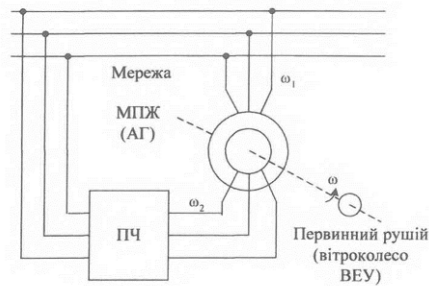 Мережа
ω₁
МПЖ
(АГ)
ω
ω₂
ПЧ
Первинний рушій
(вітроколесо
ВЕУ)